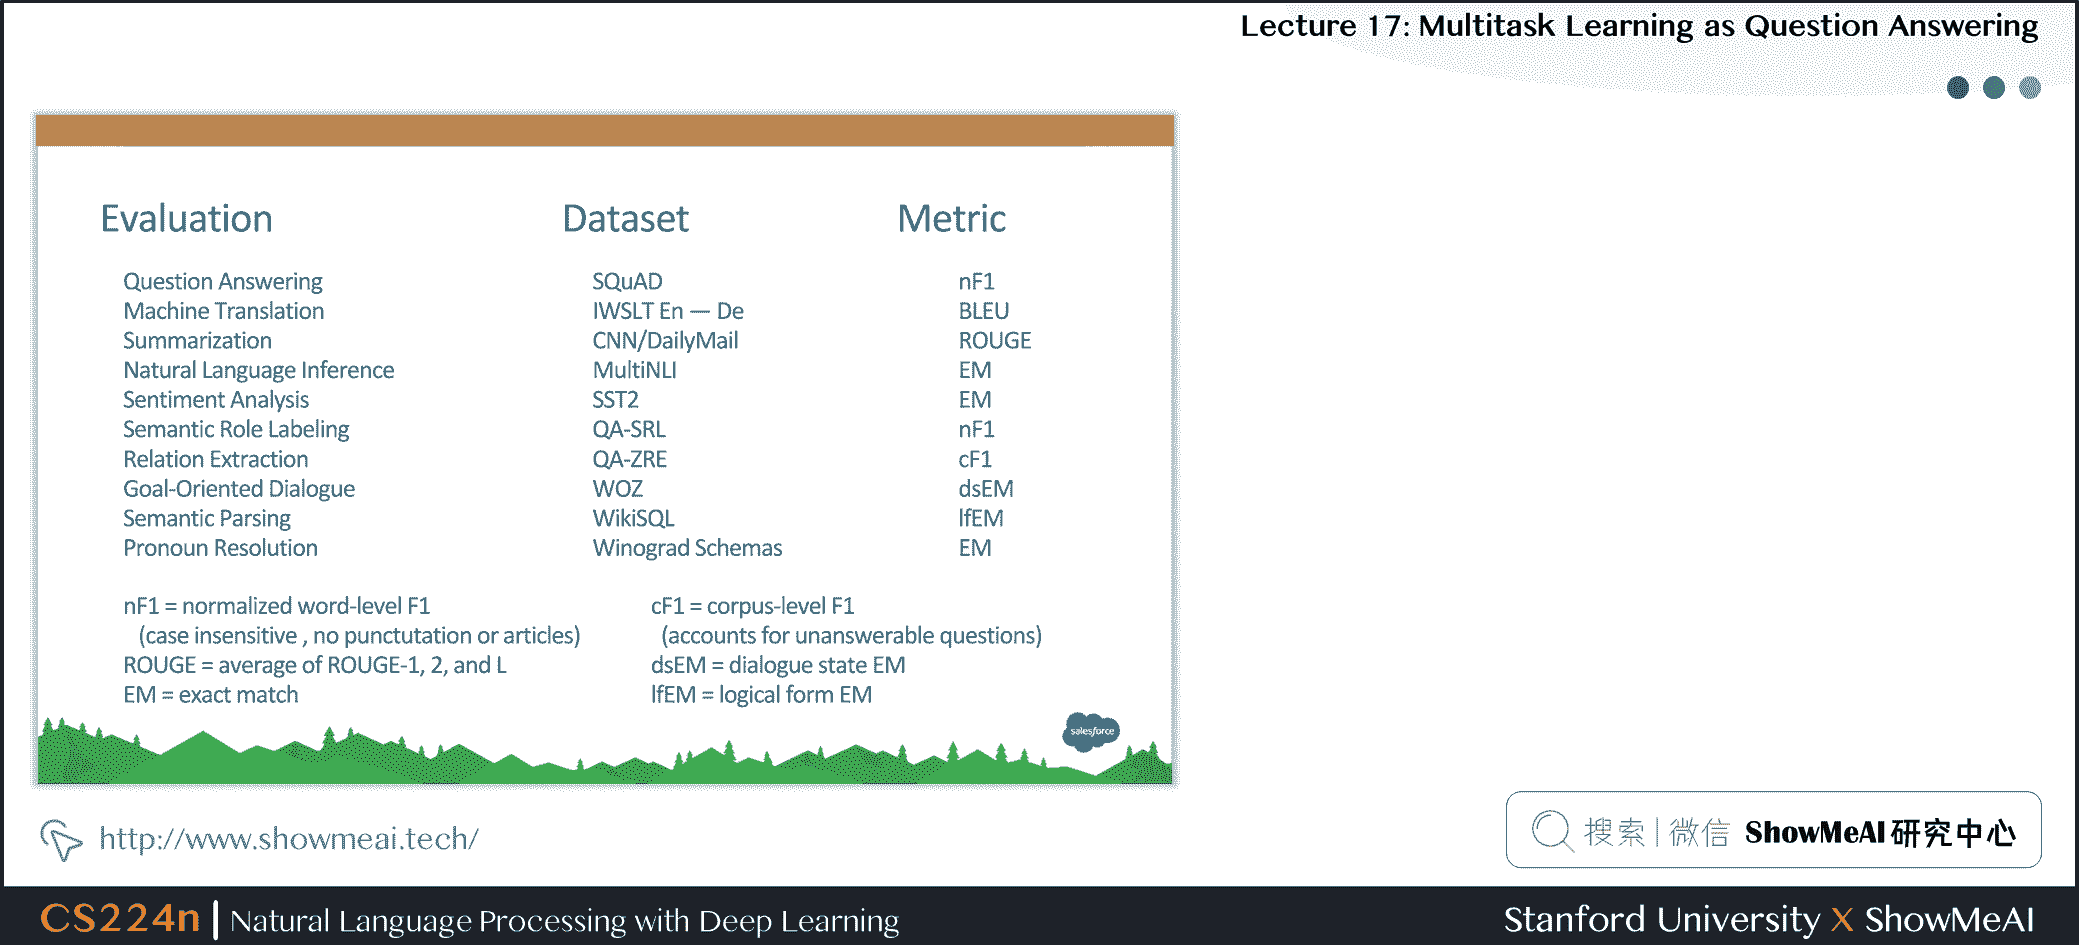 Lecture 17: Multitask Learning as Question Answering
Evaluation Dataset Metric
Question Answering SQuAD nF1
Machine Translation IWSLT En — De BLEU
Summarization CNN/DailyMail ROUGE
Natural Language Inference MultiNLI EM
Sentiment Analysis SST2 EM
Semantic Role Labeling QA-SRL nF1
Relation Extraction QA-ZRE cF1
Goal-Oriented Dialogue WOZ dsEM
Semantic Parsing WikiSQL lfEM
Pronoun Resolution Winograd Schemas EM
nF1 = normalized word-level F1 cF1 = corpus-level F1
(case insensitive , no punctutation or articles) (accounts for unanswerable questions)
ROUGE = average of ROUGE-1, 2, and L dsEM = dialogue state EM
EM = exact match lfEM = logical form EM
salesforce
http://www.showmeai.tech/
搜索 | 微信 ShowMeAI 研究中心
CS224n | Natural Language Processing with Deep Learning
Stanford University X ShowMeAI